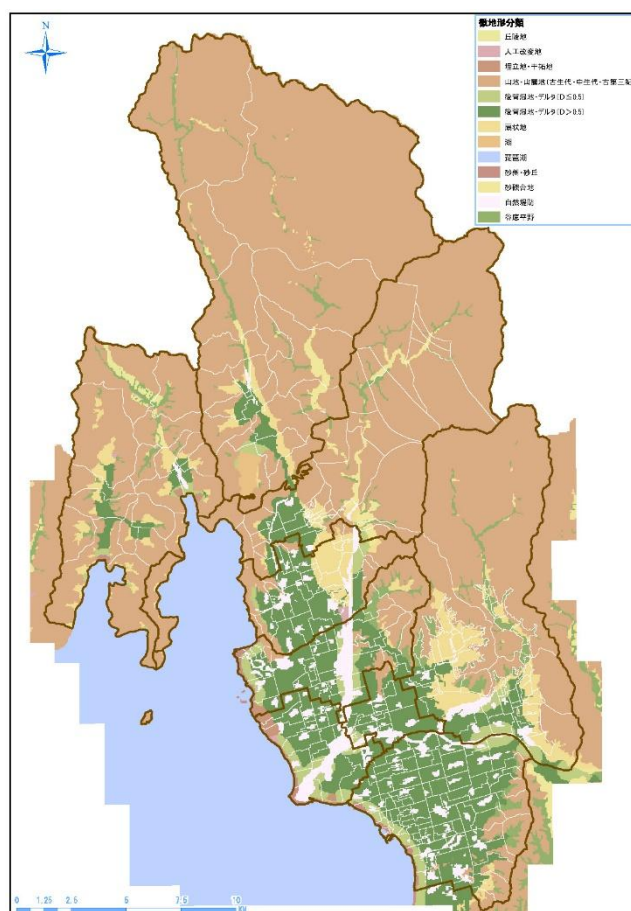 N
微地形分類
丘陵地
人工改変地
埋立地・干拓地
山地・山麓地(古生代・中生代・古第三紀
後背湿地・デルタ(D≦0.5)
後背湿地・デルタ(D>0.5)
扇状地
湖
琵琶湖
砂州・砂丘
砂礫台地
自然堤防
谷底平野
0 1.25 2.5 5 7.5 10